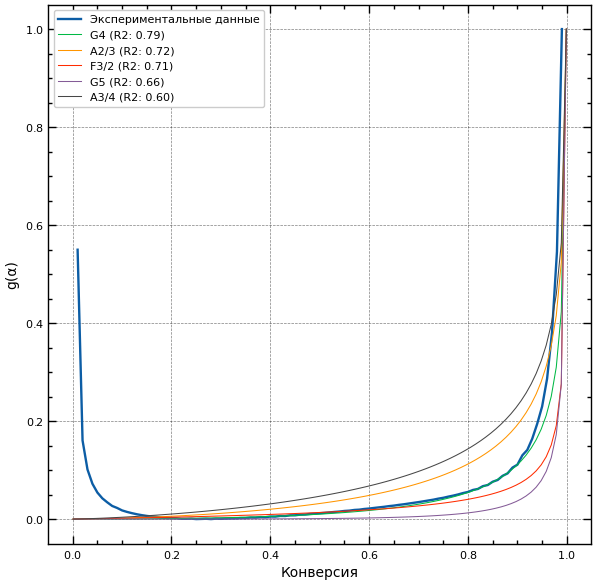 Экспериментальные данные
G4 (R2: 0.79)
A2/3 (R2: 0.72)
F3/2 (R2: 0.71)
G5 (R2: 0.66)
A3/4 (R2: 0.60)
1.0
0.8
0.6
0.4
0.2
0.0
g(α)
0.0 0.2 0.4 0.6 0.8 1.0
Конверсия